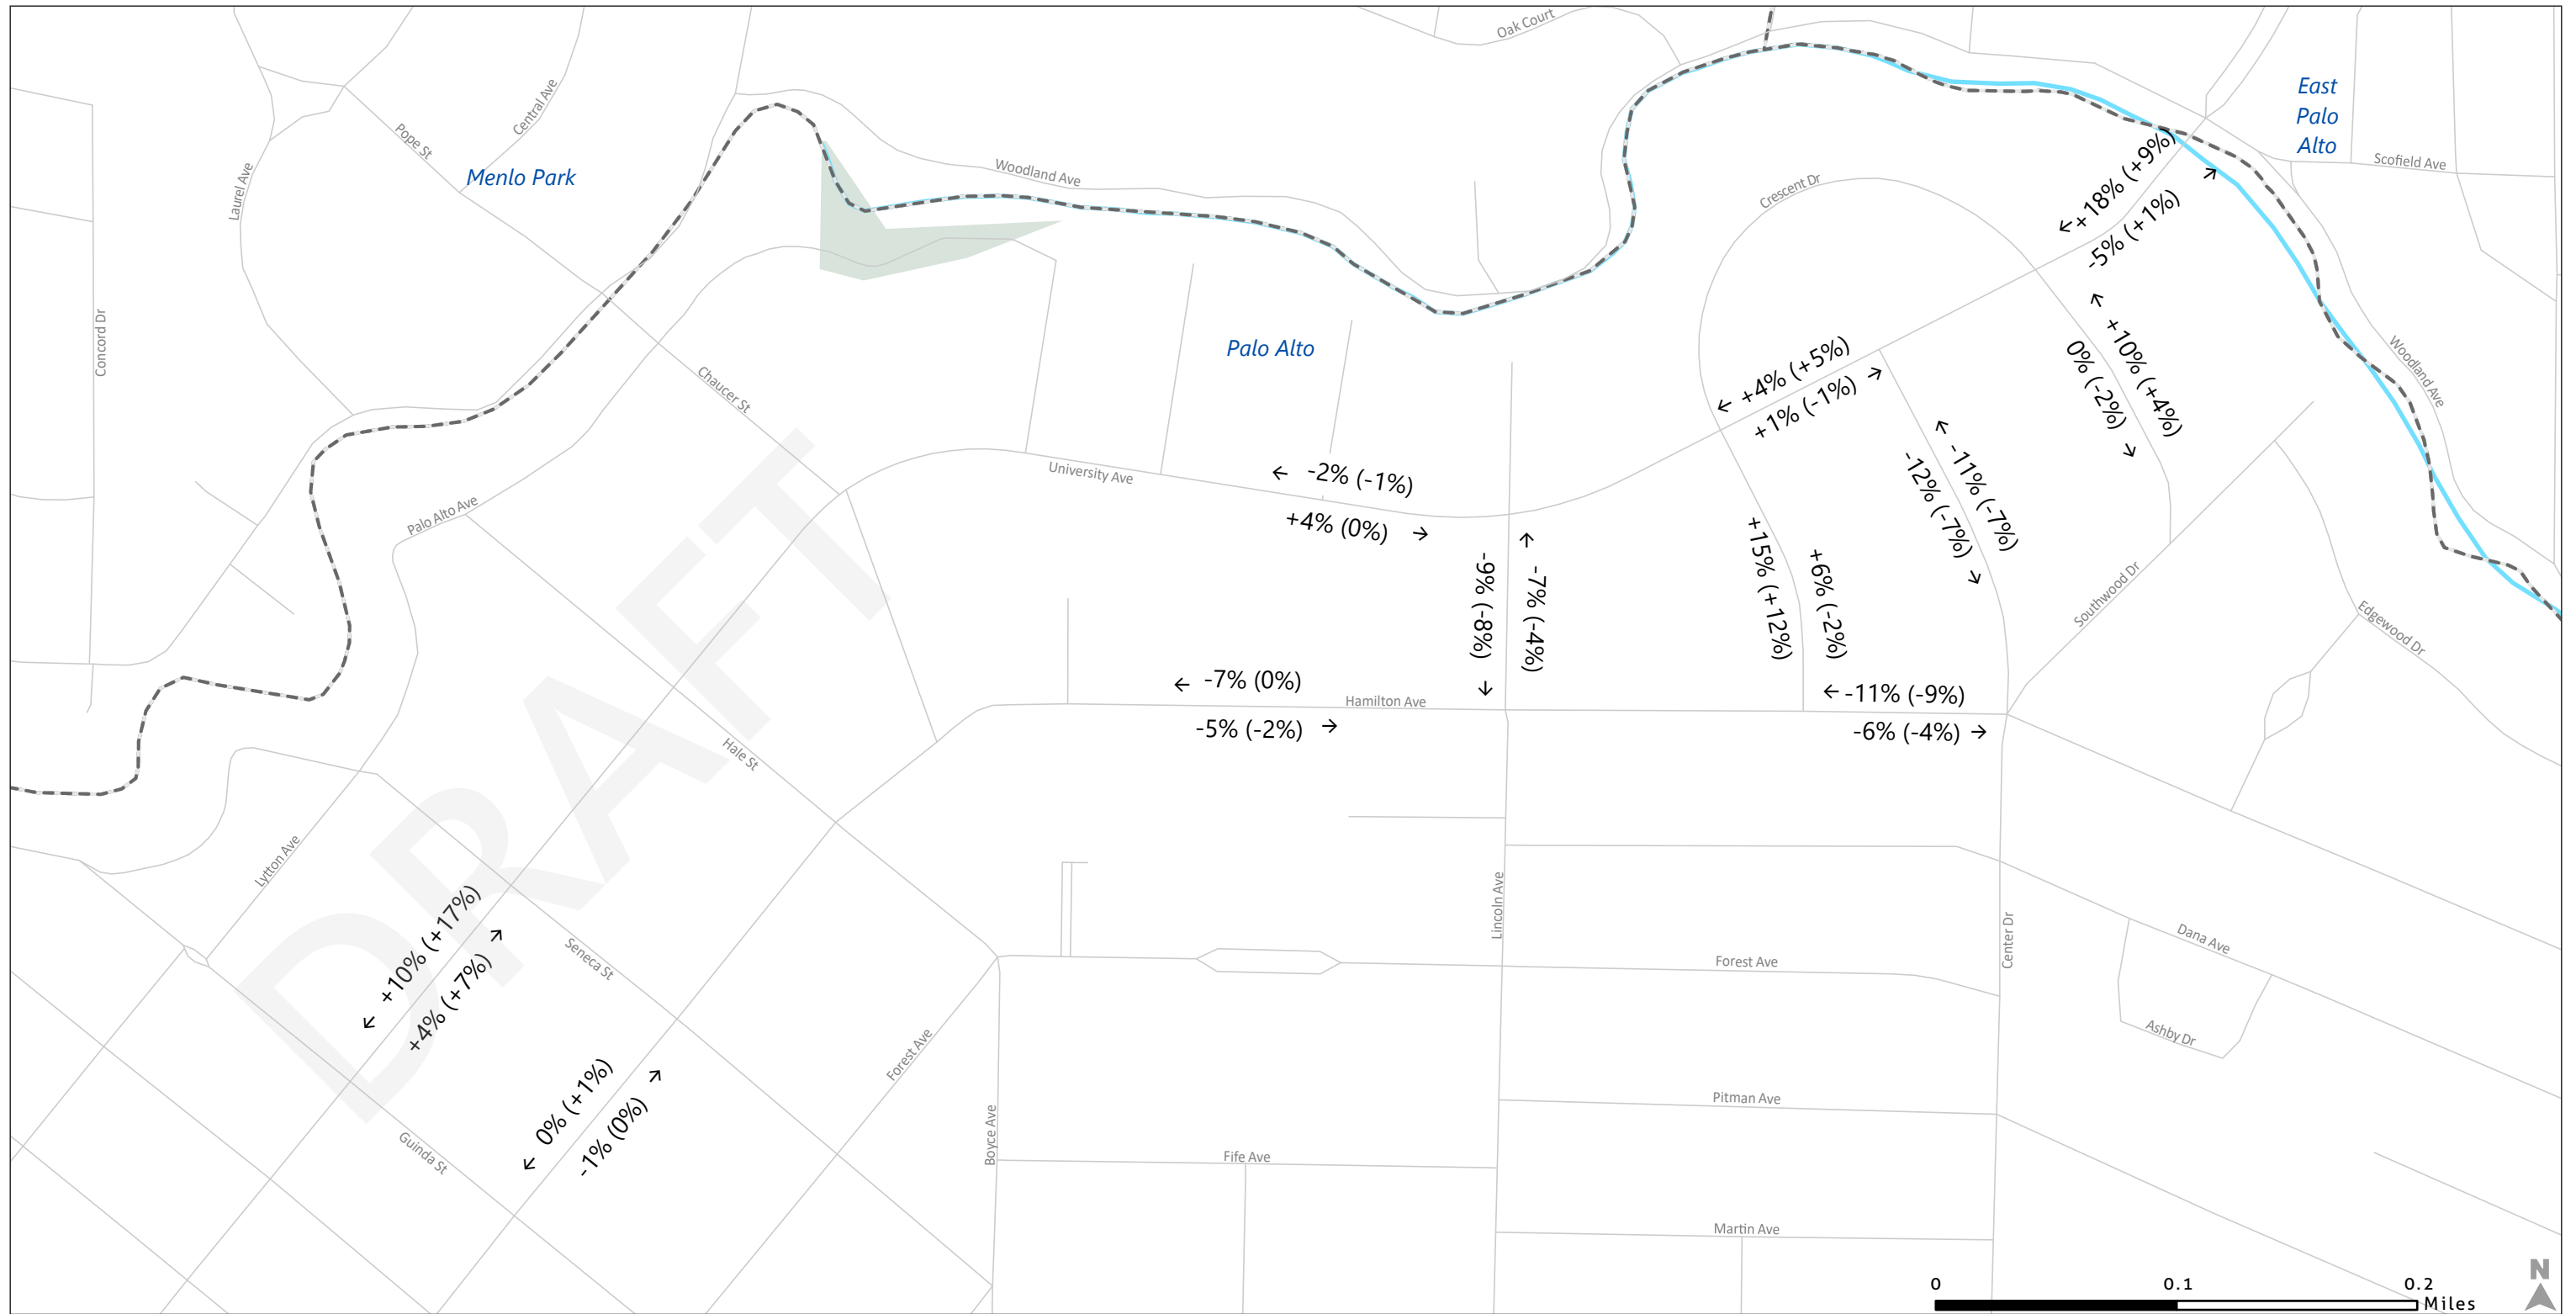 Oak Court
Central Ave
Pope St
Laurel Ave
Menlo Park
Woodland Ave
Crescent Dr
East
Palo
Alto
Scofield Ave
←+18% (+9%)
-5% (+1%) →
Concord Dr
Palo Alto
Chaucer St
← +4% (+5%)
+1% (-1%) →
← +10% (+4%)
0% (-2%) →
Woodland Ave
University Ave
← -2% (-1%)
+4% (0%) →
← -11% (-7%)
-12% (-7%) →
Palo Alto Ave
-9% (-8%) →
← -7% (-4%)
+15% (+12%)
+6% (-2%)
Southwood Dr
Edgewood Dr
← -7% (0%)
Hamilton Ave
-5% (-2%) →
←-11% (-9%)
-6% (-4%) →
Hale St
DRAFT
Lytton Ave
← +10% (+17%)
+4% (+7%) →
Seneca St
Lincoln Ave
Center Dr
Forest Ave
Dana Ave
Ashby Dr
← 0% (+1%)
-1% (0%) →
Forest Ave
Guinda St
Boyce Ave
Pitman Ave
Fife Ave
Martin Ave
N
0 0.1 0.2
Miles